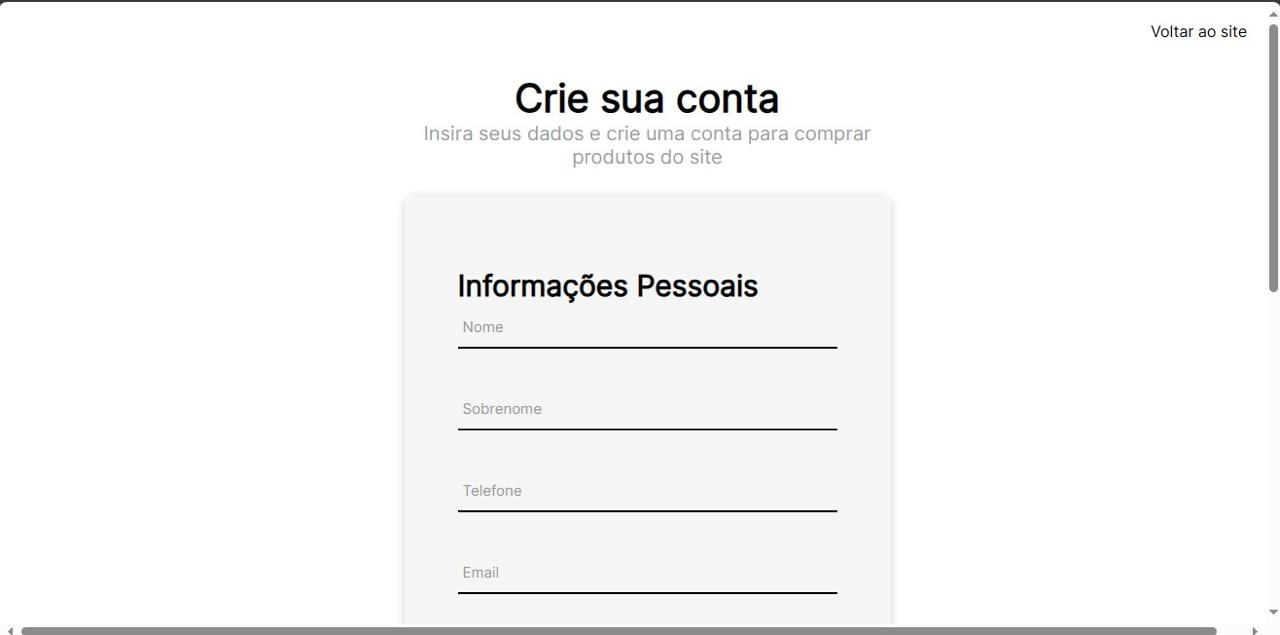 Voltar ao site
Crie sua conta
Insira seus dados e crie uma conta para comprar
produtos do site
Informações Pessoais
Nome
Sobrenome
Telefone
Email